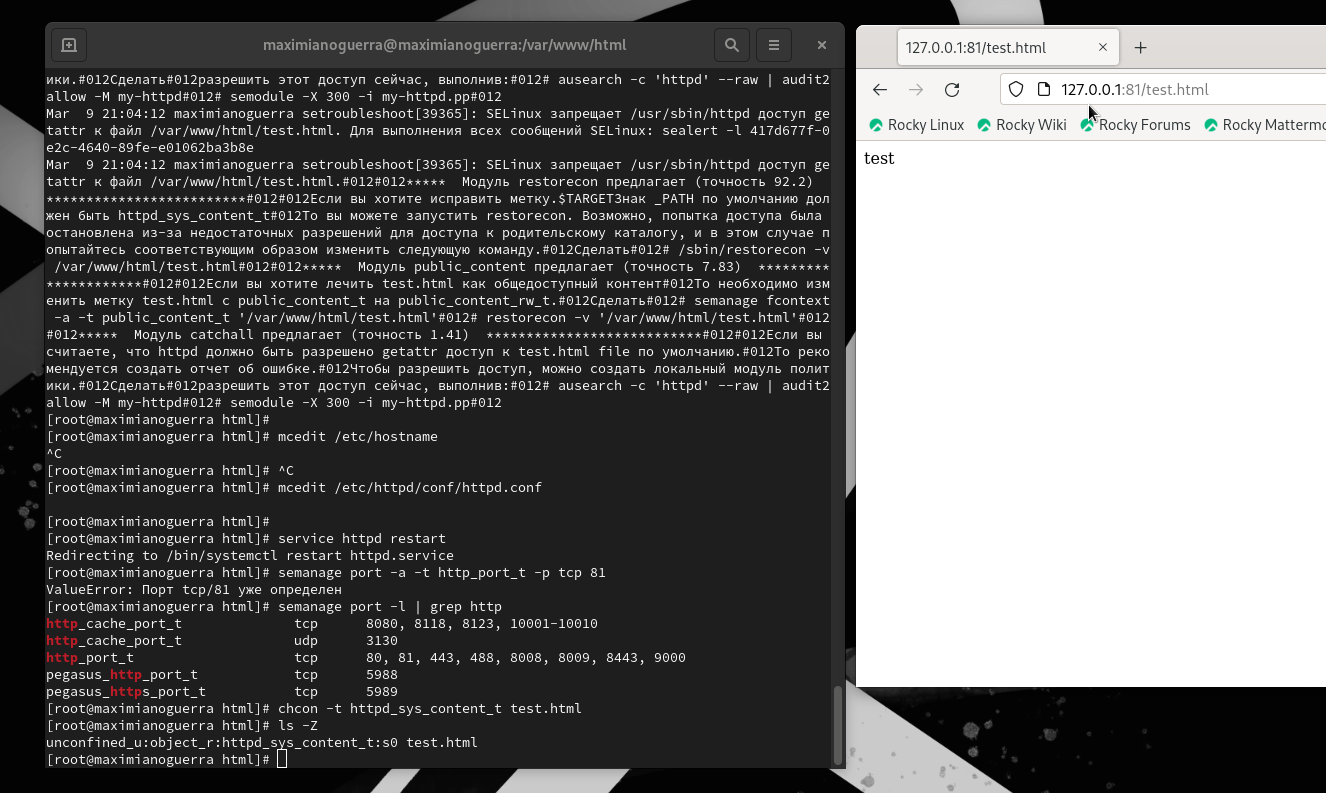 maximianoguerra@maximianoguerra:/var/www/html
ики.#012Сделать#012разрешить этот доступ сейчас, выполнив:#012# ausearch -c 'httpd' --raw | audit2
allow -M my-httpd#012# semodule -X 300 -i my-httpd.pp#012
Mar  9 21:04:12 maximianoguerra setroubleshoot[39365]: SELinux запрещает /usr/sbin/httpd доступ ge
tattr к файл /var/www/html/test.html. Для выполнения всех сообщений SELinux: sealert -l 417d677f-0
e2c-4640-89fe-e01062ba3b8e
Mar  9 21:04:12 maximianoguerra setroubleshoot[39365]: SELinux запрещает /usr/sbin/httpd доступ ge
tattr к файл /var/www/html/test.html.#012#012*****  Модуль restorecon предлагает (точность 92.2)
*************************#012#012Если вы хотите исправить метку.$TARGETЗнак _PATH по умолчанию дол
жен быть httpd_sys_content_t#012То вы можете запустить restorecon. Возможно, попытка доступа была
остановлена из-за недостаточных разрешений для доступа к родительскому каталогу, и в этом случае п
опытайтесь соответствующим образом изменить следующую команду.#012Сделать#012# /sbin/restorecon -v
 /var/www/html/test.html#012#012*****  Модуль public_content предлагает (точность 7.83)  *********
************#012#012Если вы хотите лечить test.html как общедоступный контент#012То необходимо изм
енить метку test.html с public_content_t на public_content_rw_t.#012Сделать#012# semanage fcontext
 -a -t public_content_t '/var/www/html/test.html'#012# restorecon -v '/var/www/html/test.html'#012
#012*****  Модуль catchall предлагает (точность 1.41)  ***************************#012#012Если вы
считаете, что httpd должно быть разрешено getattr доступ к test.html file по умолчанию.#012То реко
мендуется создать отчет об ошибке.#012Чтобы разрешить доступ, можно создать локальный модуль полит
ики.#012Сделать#012разрешить этот доступ сейчас, выполнив:#012# ausearch -c 'httpd' --raw | audit2
allow -M my-httpd#012# semodule -X 300 -i my-httpd.pp#012
[root@maximianoguerra html]#
[root@maximianoguerra html]# mcedit /etc/hostname
^C
[root@maximianoguerra html]# ^C
[root@maximianoguerra html]# mcedit /etc/httpd/conf/httpd.conf
[root@maximianoguerra html]#
[root@maximianoguerra html]# service httpd restart
Redirecting to /bin/systemctl restart httpd.service
[root@maximianoguerra html]# semanage port -a -t http_port_t -p tcp 81
ValueError: Порт tcp/81 уже определен
[root@maximianoguerra html]# semanage port -l | grep http
http_cache_port_t              tcp      8080, 8118, 8123, 10001-10010
http_cache_port_t              udp      3130
http_port_t                    tcp      80, 81, 443, 488, 8008, 8009, 8443, 9000
pegasus_http_port_t            tcp      5988
pegasus_https_port_t           tcp      5989
[root@maximianoguerra html]# chcon -t httpd_sys_content_t test.html
[root@maximianoguerra html]# ls -Z
unconfined_u:object_r:httpd_sys_content_t:s0 test.html
[root@maximianoguerra html]#
127.0.0.1:81/test.html
127.0.0.1:81/test.html
Rocky Linux Rocky Wiki Rocky Forums Rocky Mattermo
test